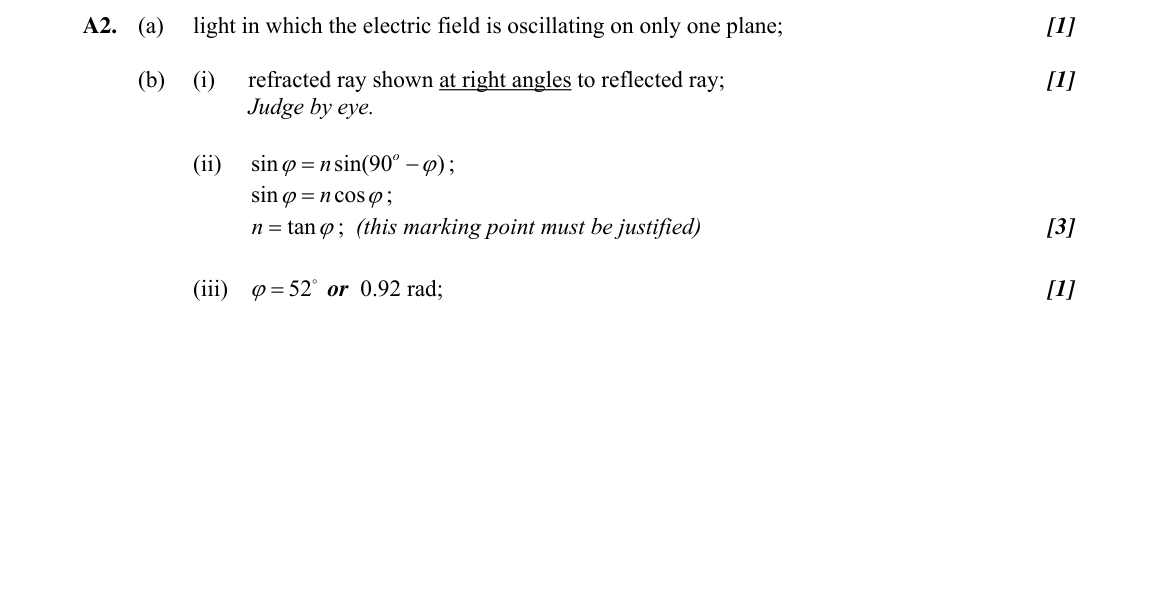 A2. (a) light in which the electric field is oscillating on only one plane; [1]
(b) (i) refracted ray shown at right angles to reflected ray; [1]
Judge by eye.
(ii) sin φ = n sin(90° − φ);
sin φ = n cos φ;
n = tan φ; (this marking point must be justified) [3]
(iii) φ = 52° or 0.92 rad; [1]